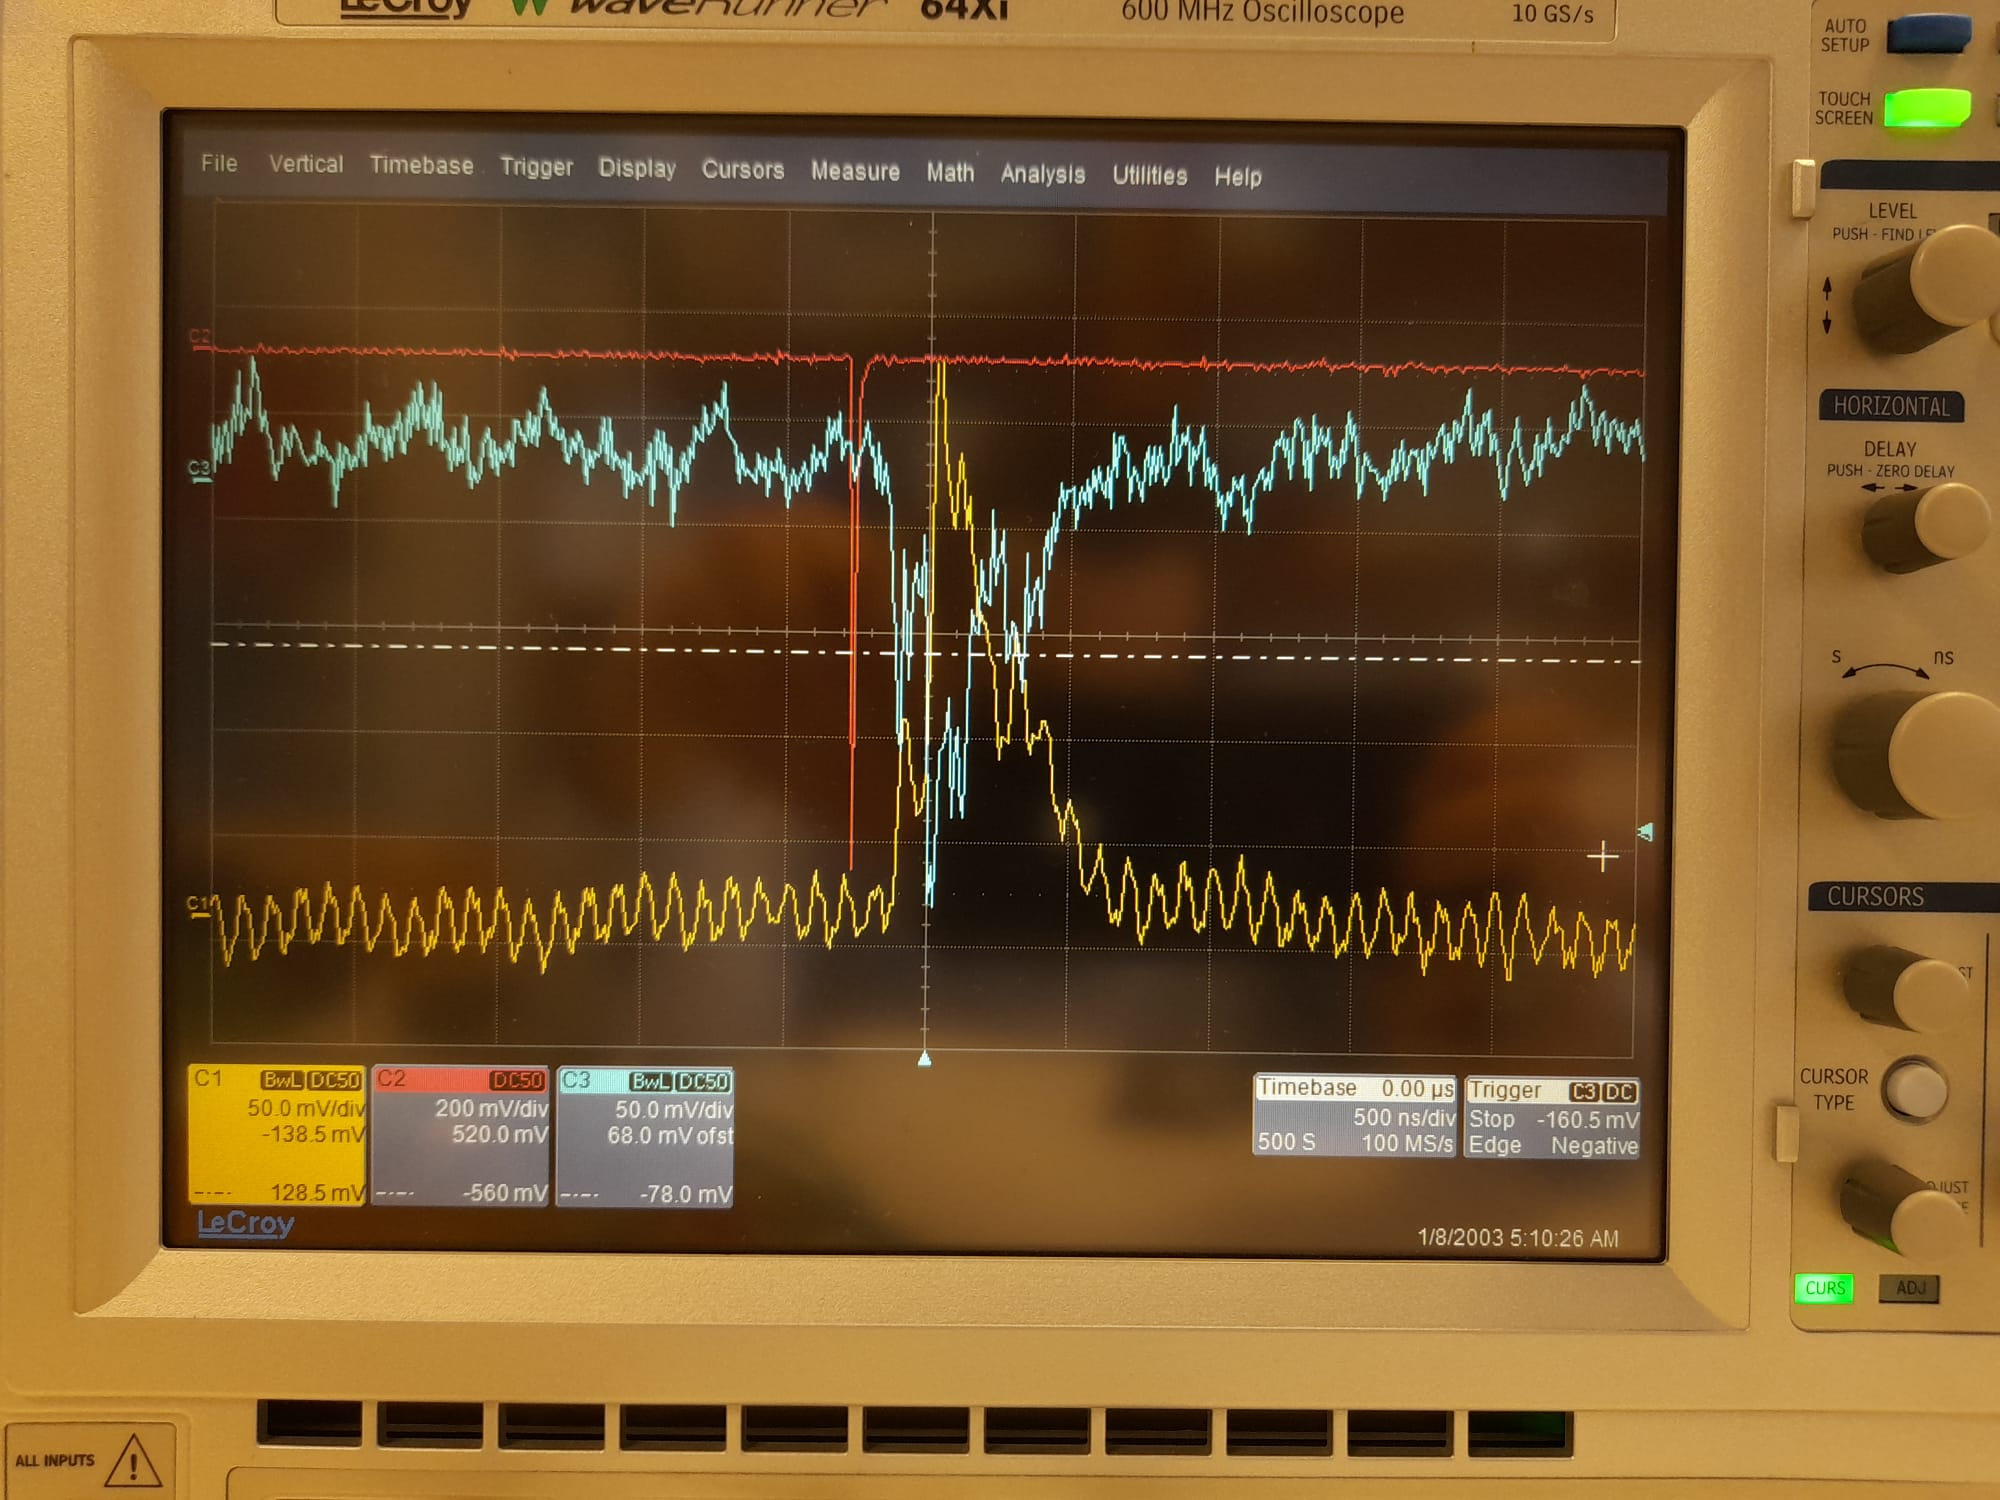 LeCroy waveRunner 64Xi 600 MHz Oscilloscope 10 GS/s
AUTO
SETUP
TOUCH
SCREEN
File Vertical Timebase Trigger Display Cursors Measure Math Analysis Utilities Help
LEVEL
PUSH - FIND
C2
HORIZONTAL
DELAY
PUSH - ZERO DELAY
C3
S ns
CURSORS
C1
CURSOR
TYPE
C1 BwL DC50
50.0 mV/div
-138.5 mV
128.5 mV
C2 DC50
200 mV/div
520.0 mV
-560 mV
C3 BwL DC50
50.0 mV/div
68.0 mV ofst
-78.0 mV
Timebase 0.00 µs
500 ns/div
500 S 100 MS/s
Trigger C3 DC
Stop -160.5 mV
Edge Negative
LeCroy
1/8/2003 5:10:26 AM
CURS ADJ
ALL INPUTS